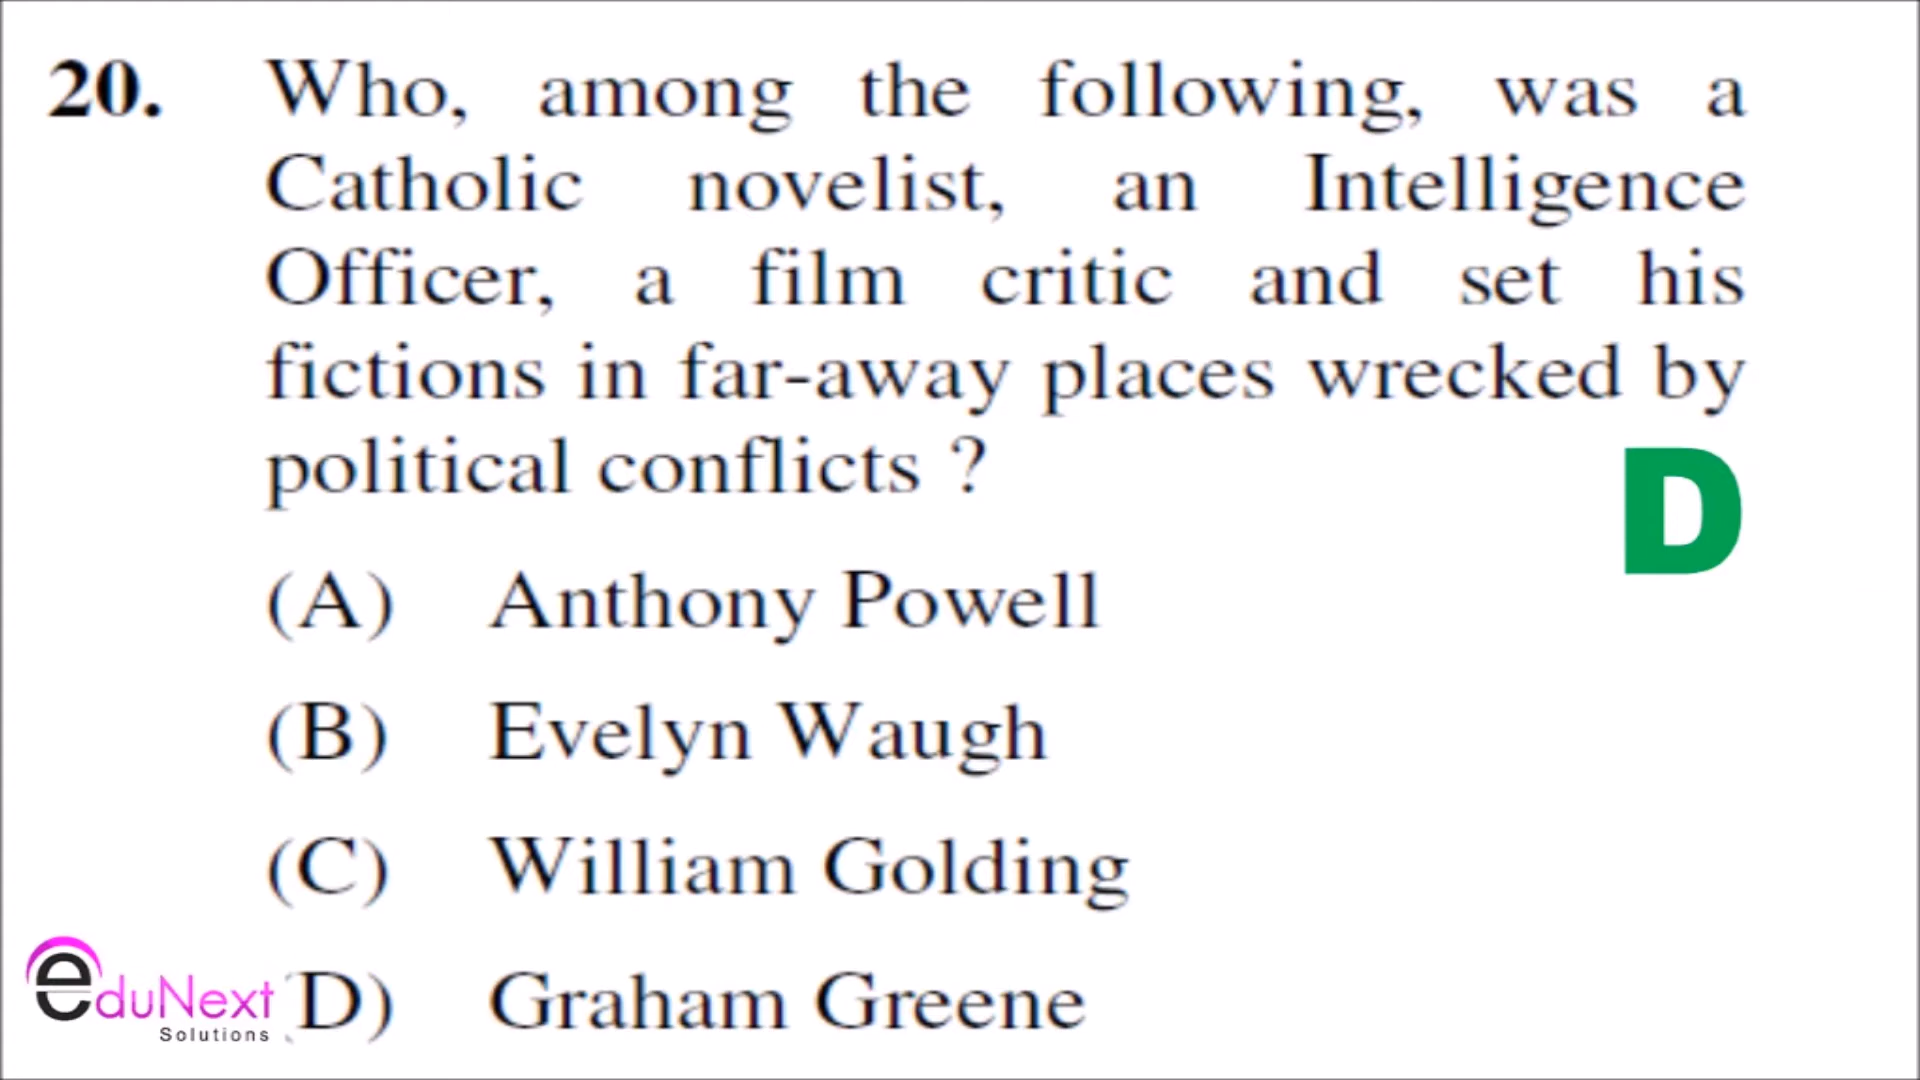 20. Who, among the following, was a
Catholic novelist, an Intelligence
Officer, a film critic and set his
fictions in far-away places wrecked by
political conflicts ?
D
(A) Anthony Powell
(B) Evelyn Waugh
(C) William Golding
(D) Graham Greene
eduNext
Solutions